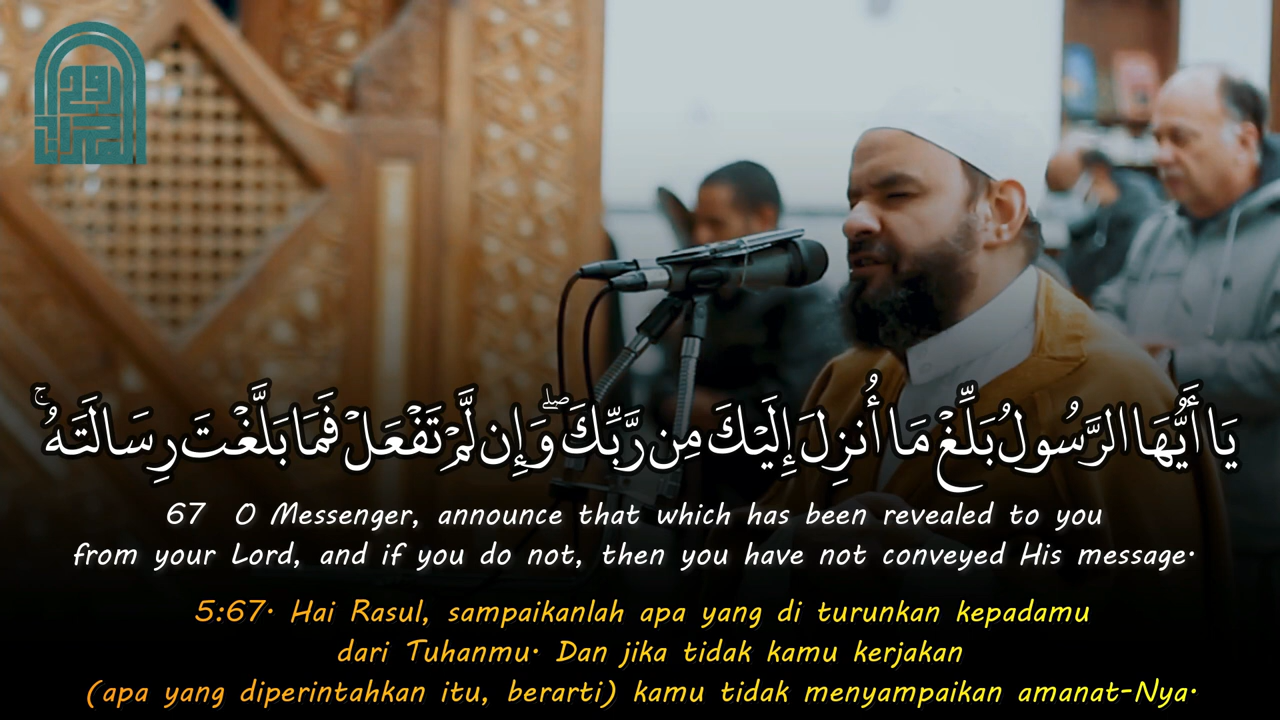 روح
القرآن
يَا أَيُّهَا الرَّسُولُ بَلِّغْ مَا أُنزِلَ إِلَيْكَ مِن رَّبِّكَ ۖ وَإِن لَّمْ تَفْعَلْ فَمَا بَلَّغْتَ رِسَالَتَهُ ۚ
67 O Messenger, announce that which has been revealed to you
from your Lord, and if you do not, then you have not conveyed His message·
5:67· Hai Rasul, sampaikanlah apa yang di turunkan kepadamu
dari Tuhanmu· Dan jika tidak kamu kerjakan
(apa yang diperintahkan itu, berarti) kamu tidak menyampaikan amanat-Nya·